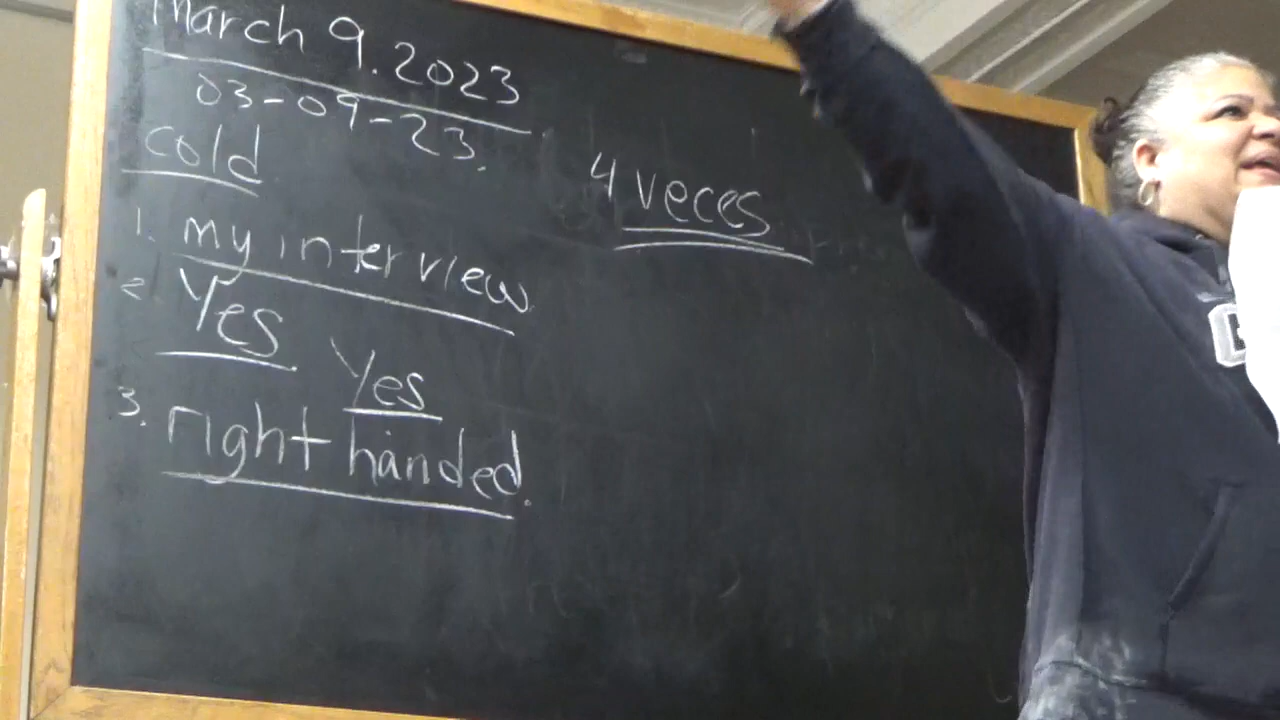 March 9. 2023
03-09-23.
cold
1. my interview
2 Yes
Yes
3. right handed.
4 veces